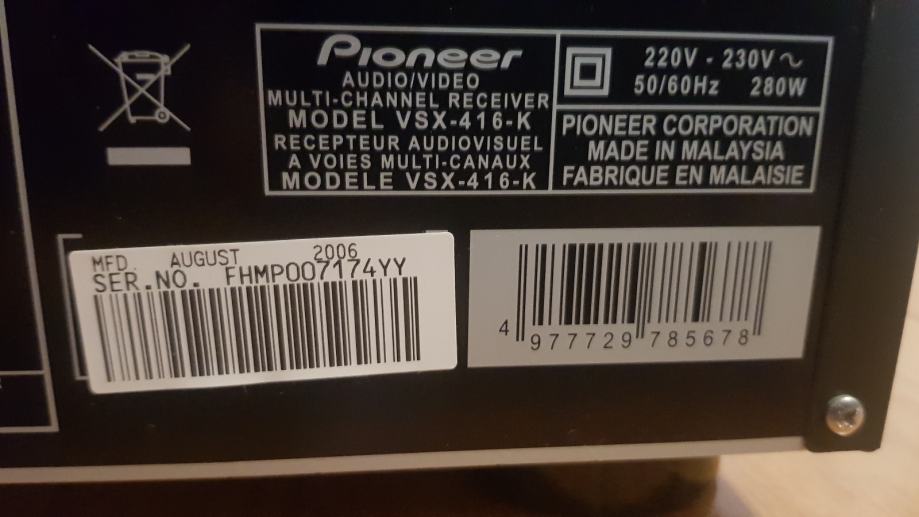 Pioneer
AUDIO/VIDEO
MULTI-CHANNEL RECEIVER
MODEL VSX-416-K
RECEPTEUR AUDIOVISUEL
A VOIES MULTI-CANAUX
MODELE VSX-416-K
220V - 230V ~
50/60Hz 280W
PIONEER CORPORATION
MADE IN MALAYSIA
FABRIQUE EN MALAISIE
MFD. AUGUST 2006
SER.NO. FHMP007174YY
4 977729 785678